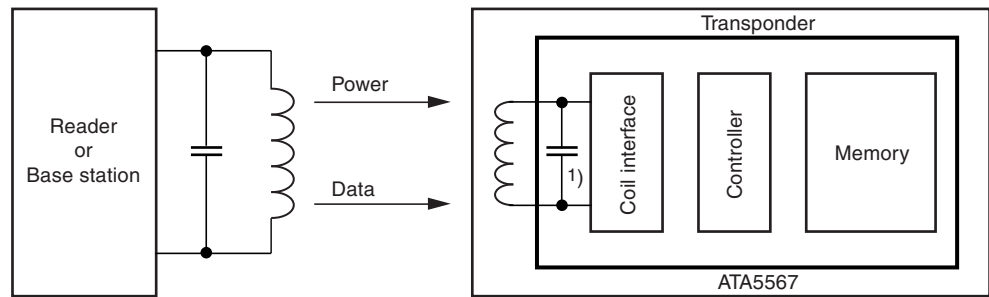 Reader
or
Base station
Power
Data
Transponder
1)
Coil interface
Controller
Memory
ATA5567